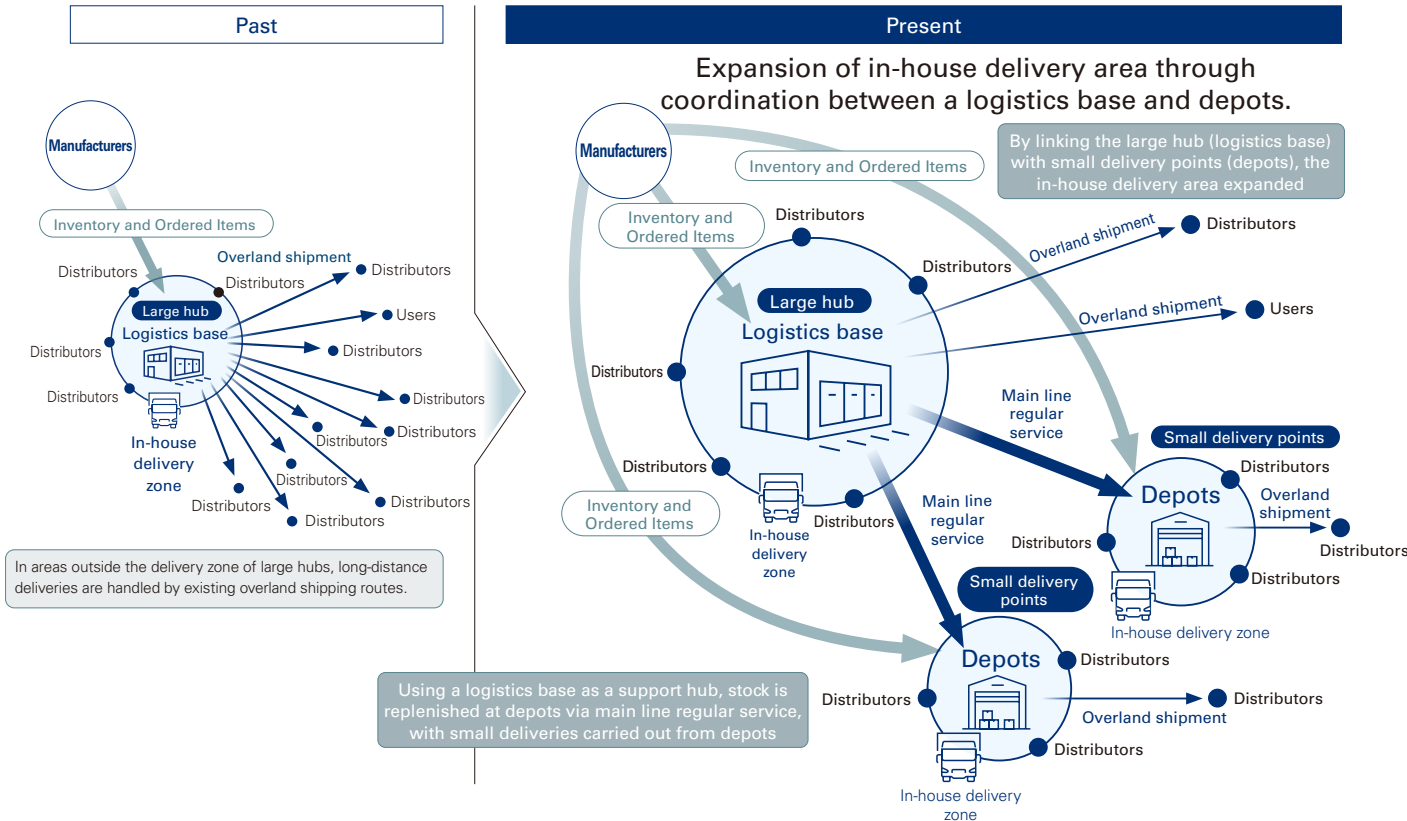 Past
Manufacturers
Inventory and Ordered Items
Overland shipment
Distributors
Distributors
Distributors
Large hub
Logistics base
Users
Distributors
Distributors
Distributors
Distributors
Distributors
Distributors
In-house
delivery
zone
Distributors
Distributors
Distributors
Distributors
In areas outside the delivery zone of large hubs, long-distance
deliveries are handled by existing overland shipping routes.
Present
Expansion of in-house delivery area through
coordination between a logistics base and depots.
Manufacturers
Inventory and Ordered Items
By linking the large hub (logistics base)
with small delivery points (depots), the
in-house delivery area expanded
Inventory and
Ordered Items
Distributors
Overland shipment
Distributors
Distributors
Large hub
Logistics base
Overland shipment
Users
Distributors
Main line
regular
service
Small delivery points
Distributors
Distributors
Depots
Overland
shipment
Distributors
Inventory and
Ordered Items
Main line
regular
service
Distributors
In-house
delivery
zone
Distributors
Distributors
In-house delivery zone
Small delivery
points
Depots
Distributors
Distributors
Distributors
Overland shipment
Distributors
In-house delivery
zone
Using a logistics base as a support hub, stock is
replenished at depots via main line regular service,
with small deliveries carried out from depots